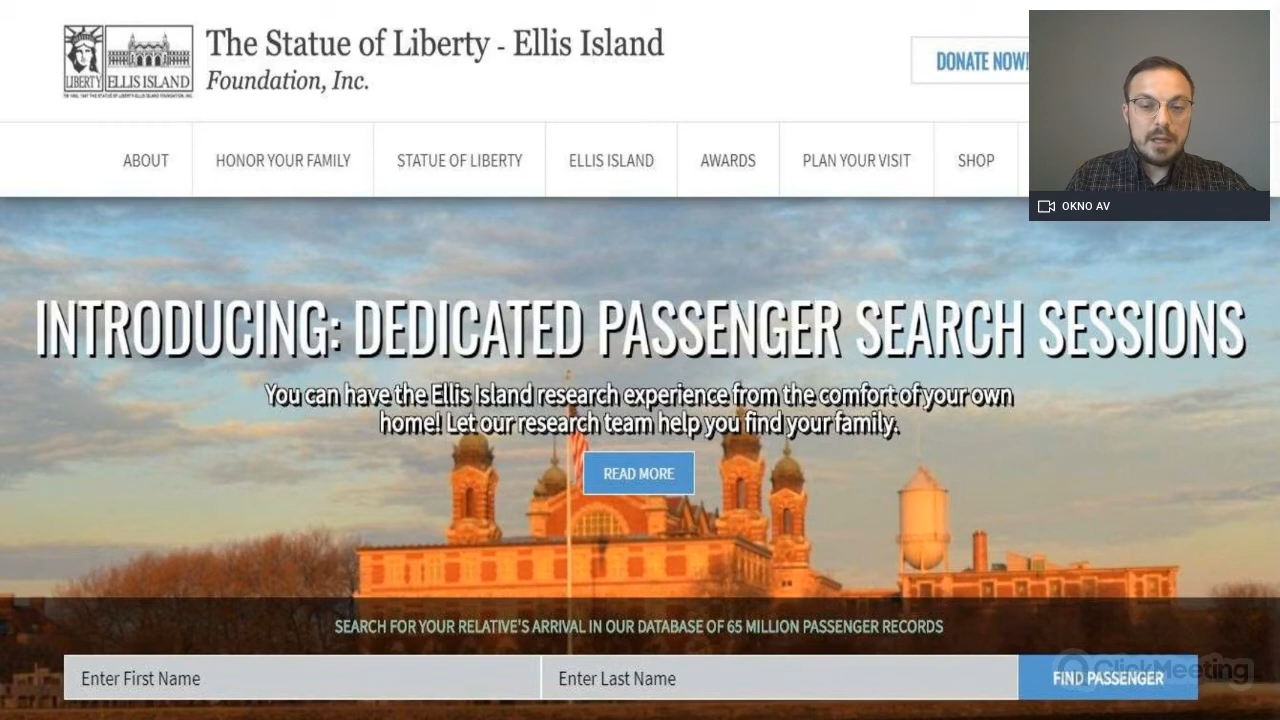 The Statue of Liberty - Ellis Island
Foundation, Inc.
LIBERTY ELLIS ISLAND
DONATE NOW!
ABOUT
HONOR YOUR FAMILY
STATUE OF LIBERTY
ELLIS ISLAND
AWARDS
PLAN YOUR VISIT
SHOP
OKNO AV
INTRODUCING: DEDICATED PASSENGER SEARCH SESSIONS
You can have the Ellis Island research experience from the comfort of your own
home! Let our research team help you find your family.
READ MORE
SEARCH FOR YOUR RELATIVE'S ARRIVAL IN OUR DATABASE OF 65 MILLION PASSENGER RECORDS
Enter First Name
Enter Last Name
FIND PASSENGER
ClickMeeting